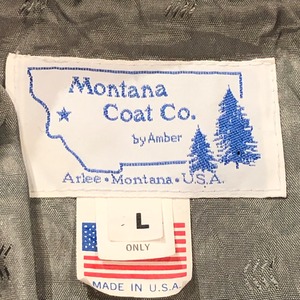 Montana
Coat Co.
by Amber
Arlee • Montana • U.S.A.
L
ONLY
MADE IN U.S.A.